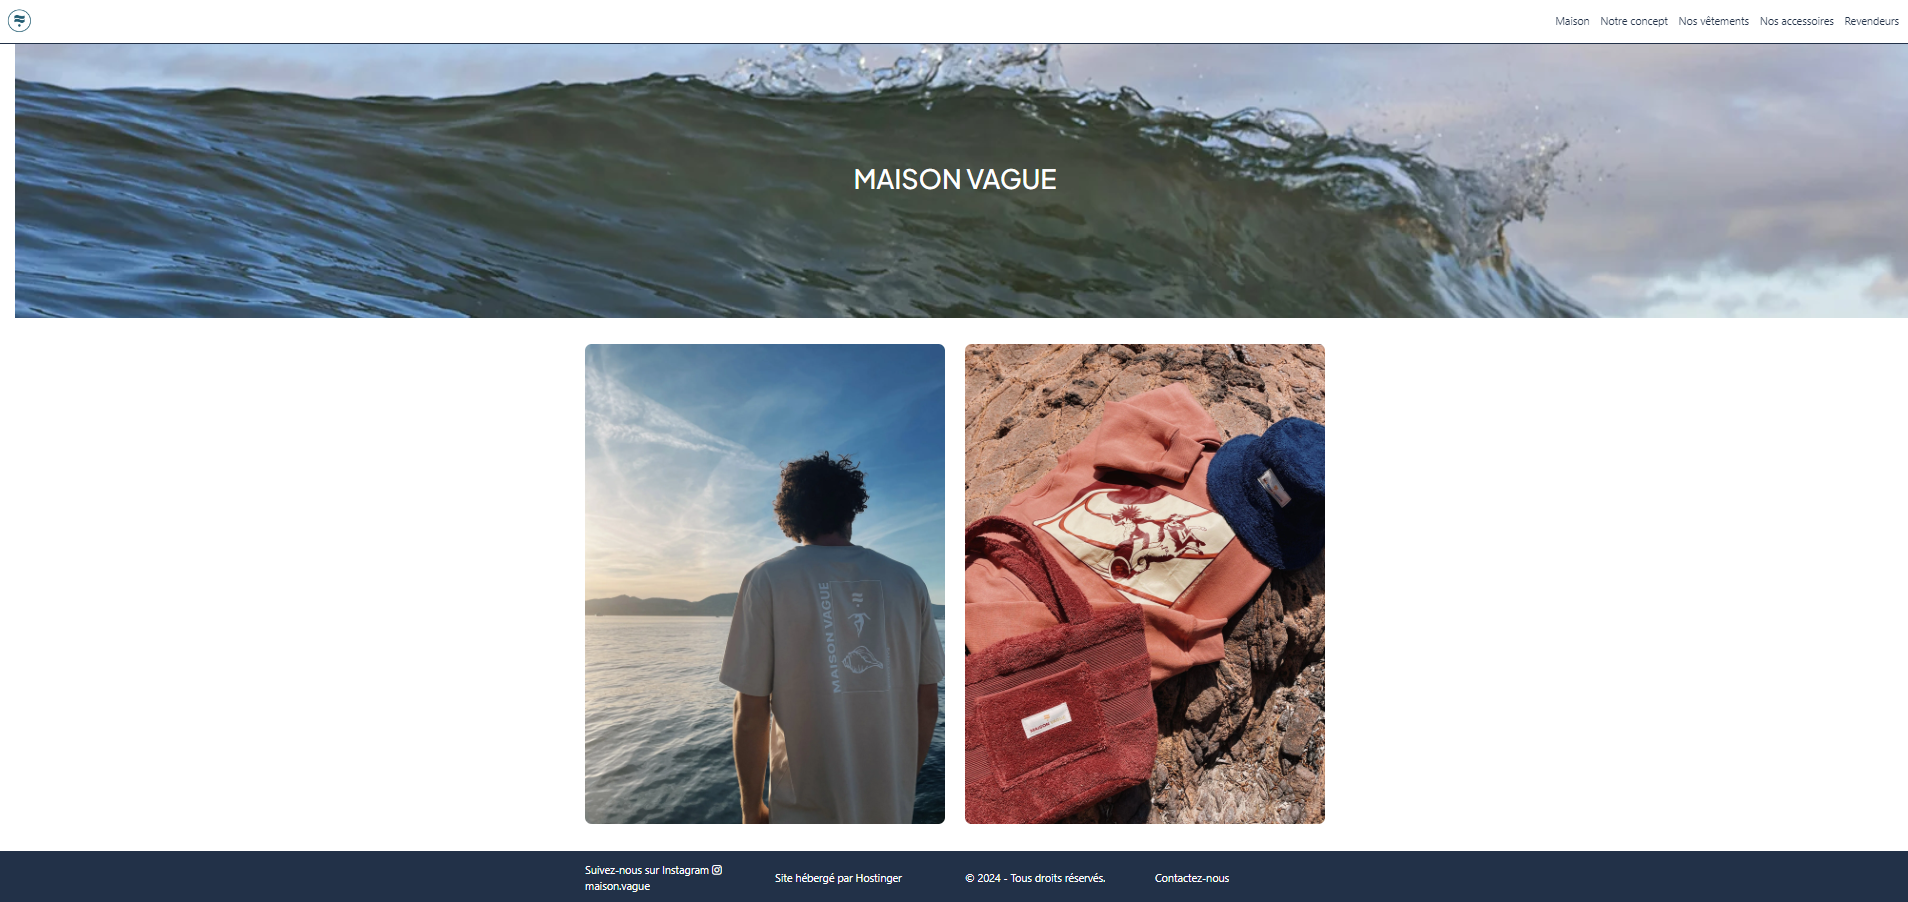 Maison Notre concept Nos vêtements Nos accessoires Revendeurs
MAISON VAGUE
MAISON VAGUE
MAISON VAGUE
Suivez-nous sur Instagram
maison.vague
Site hébergé par Hostinger
© 2024 - Tous droits réservés.
Contactez-nous